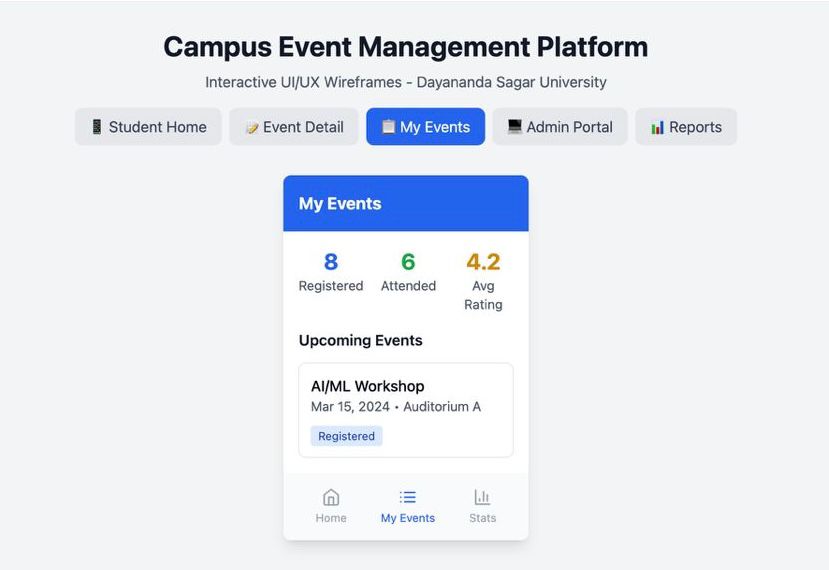 Campus Event Management Platform
Interactive UI/UX Wireframes - Dayananda Sagar University
Student Home
Event Detail
My Events
Admin Portal
Reports
My Events
8
Registered
6
Attended
4.2
Avg
Rating
Upcoming Events
AI/ML Workshop
Mar 15, 2024 • Auditorium A
Registered
Home
My Events
Stats